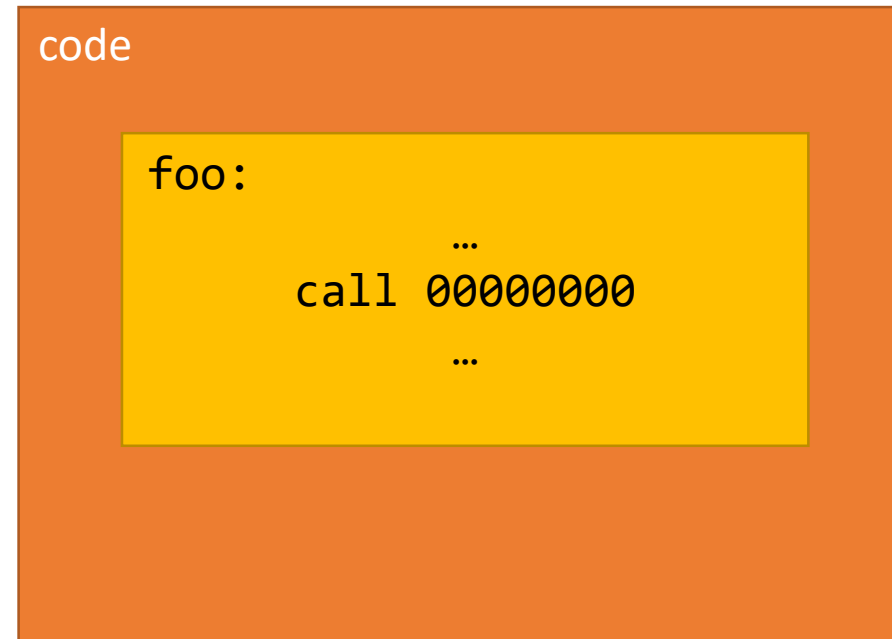 code
foo:
…
call 00000000
…